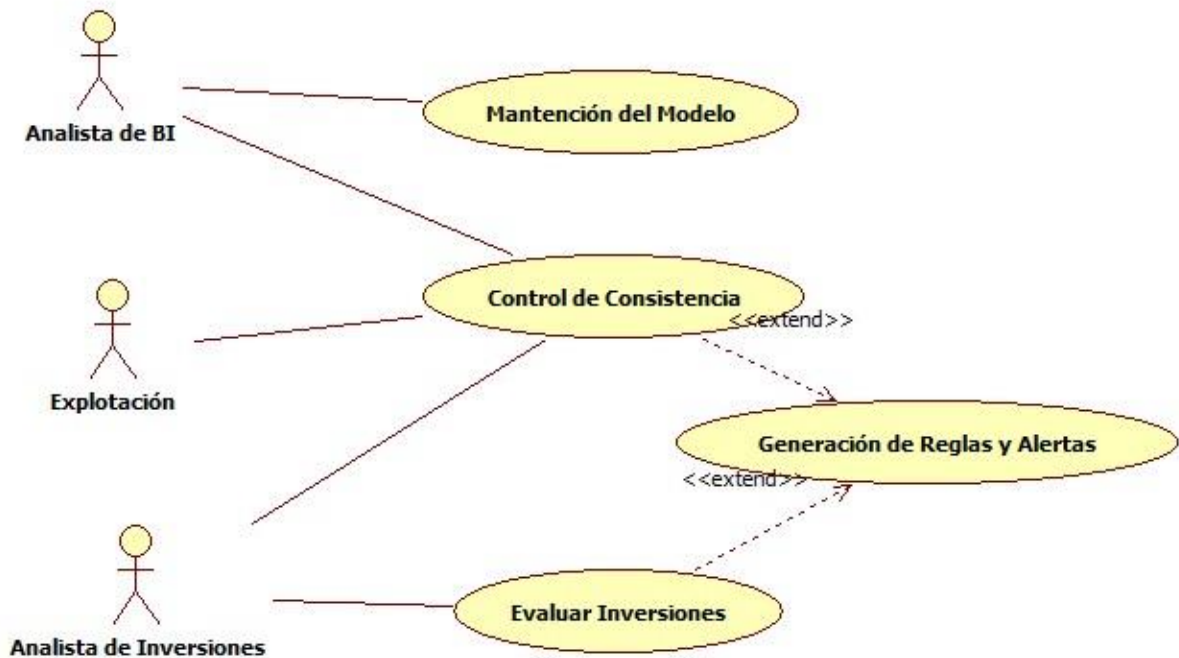 Analista de BI
Mantención del Modelo
Control de Consistencia
<<extend>>
Explotación
Generación de Reglas y Alertas
<<extend>>
Evaluar Inversiones
Analista de Inversiones